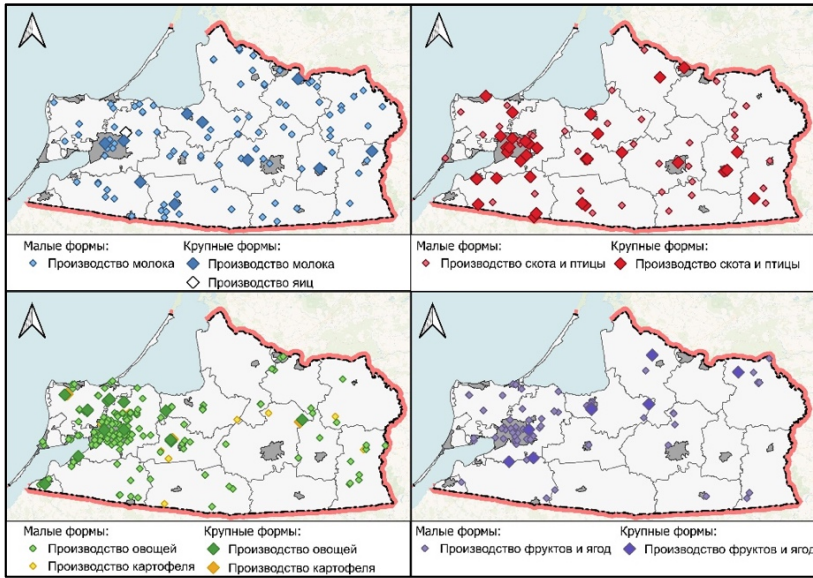 Малые формы: Крупные формы:
Производство молока Производство молока
Производство яиц
Малые формы: Крупные формы:
Производство скота и птицы Производство скота и птицы
Малые формы: Крупные формы:
Производство овощей Производство овощей
Производство картофеля Производство картофеля
Малые формы: Крупные формы:
Производство фруктов и ягод Производство фруктов и ягод